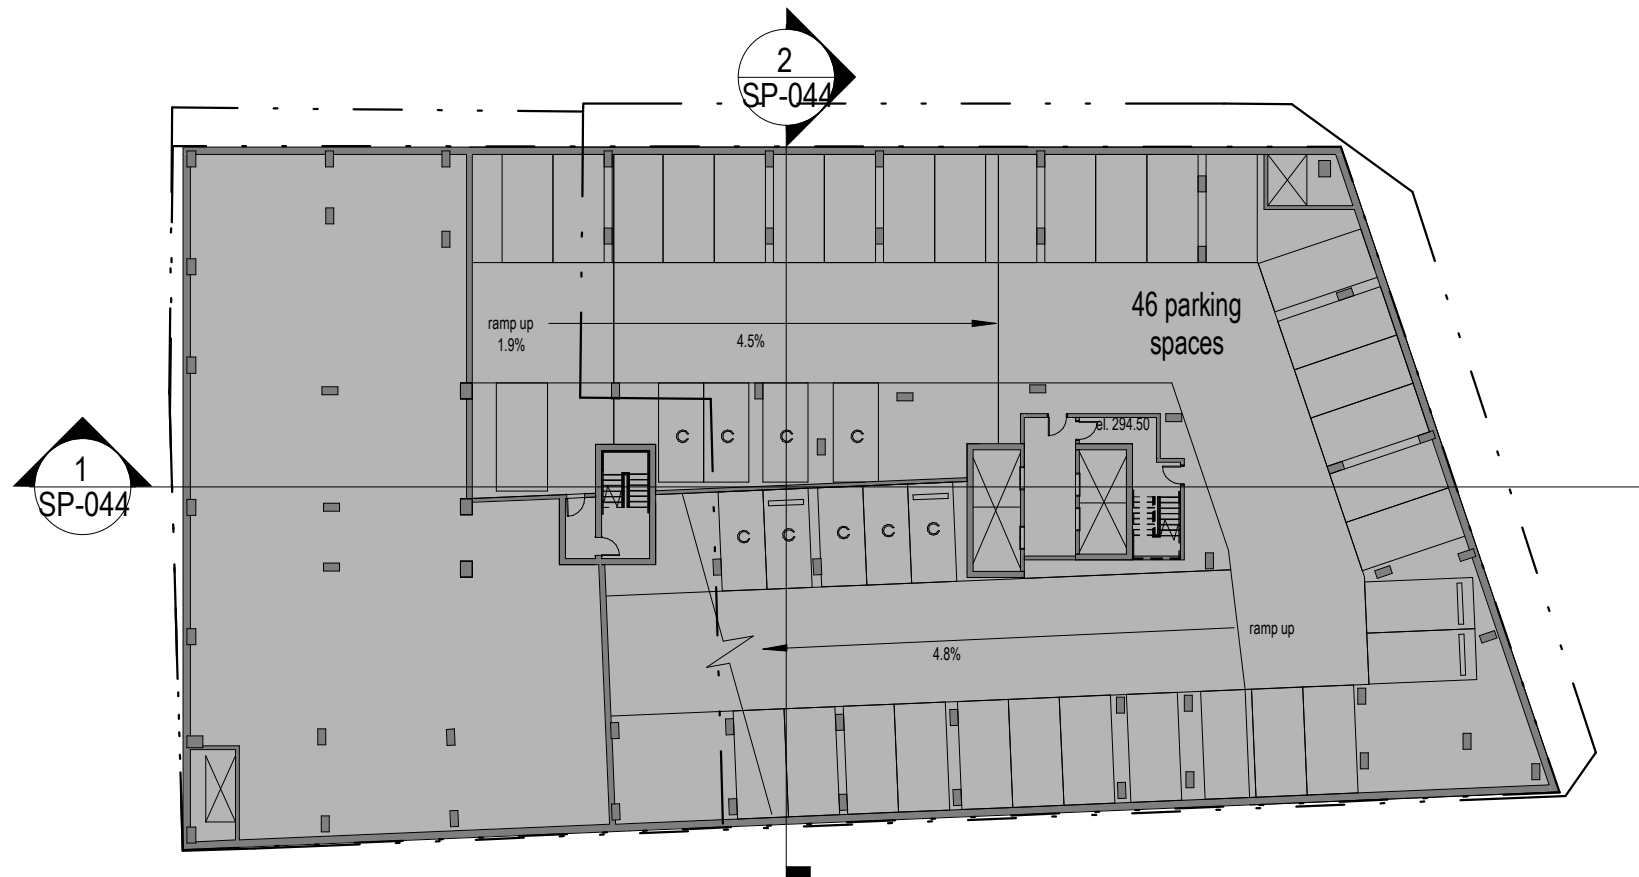 2
SP-044
46 parking
spaces
ramp up
1.9%
4.5%
el. 294.50
C C C C
1
SP-044
C C C C C
ramp up
4.8%